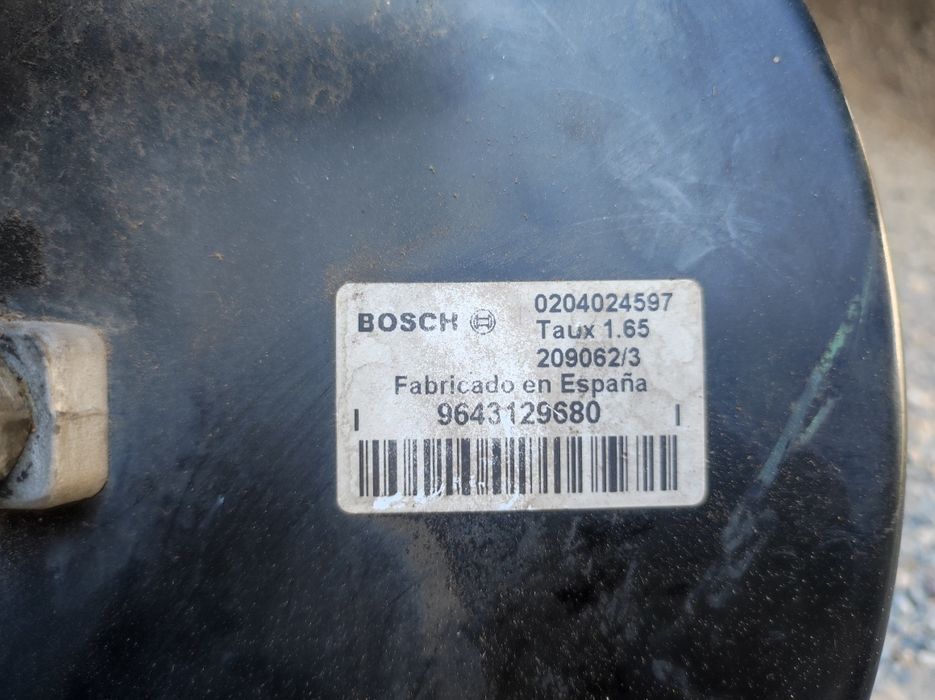 BOSCH
0204024597
Taux 1.65
209062/3
Fabricado en España
9643129680